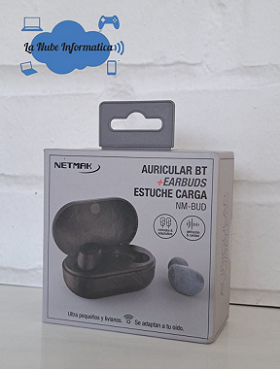 La Nube Informatica
NETMAK
AURICULAR BT
+EARBUDS
ESTUCHE CARGA
NM-BUD
Ultra pequeños y livianos.
Se adaptan a tu oído.